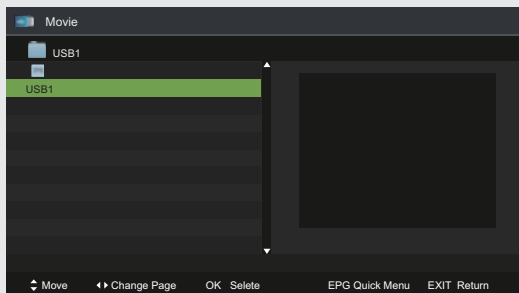 Movie
USB1
USB1
Move Change Page OK Selete EPG Quick Menu EXIT Return